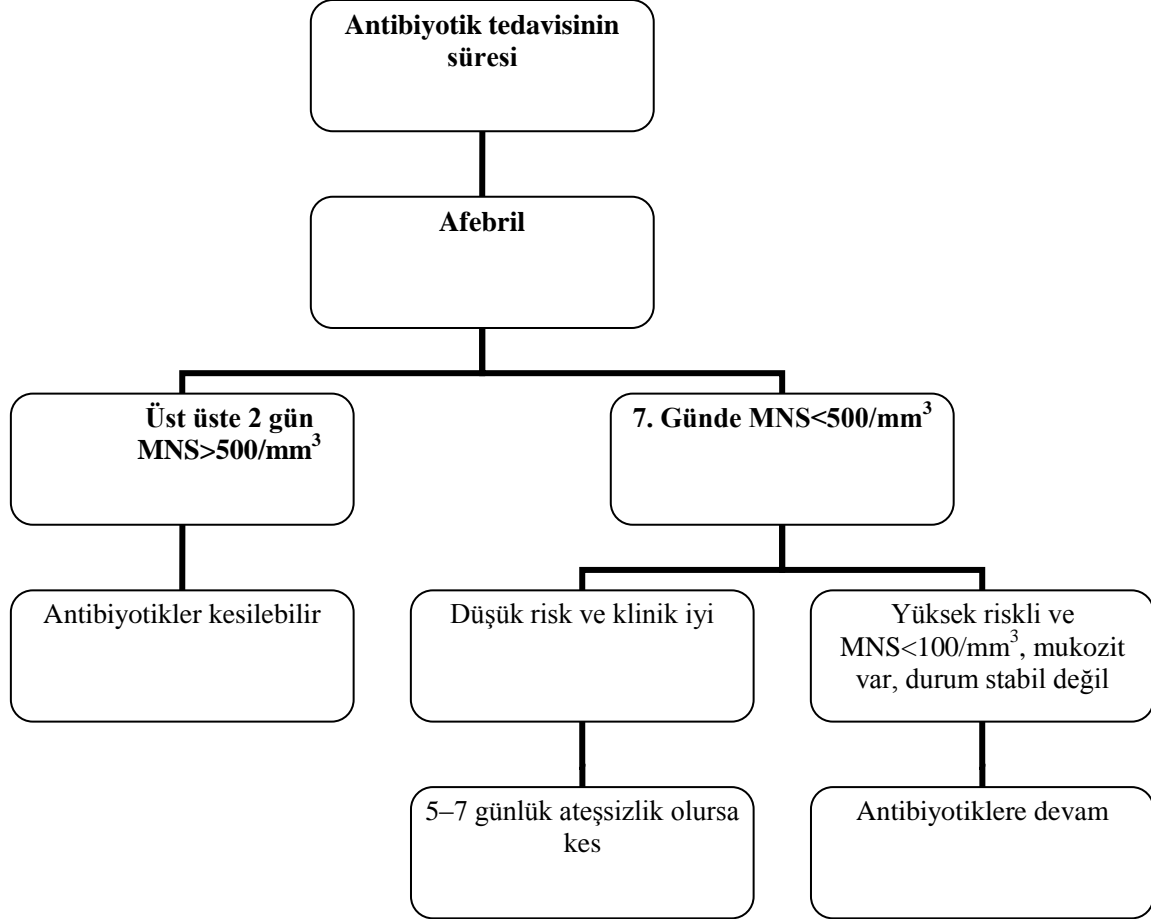 Antibiyotik tedavisinin
süresi
Afebril
Üst üste 2 gün
MNS>500/mm³
7. Günde MNS<500/mm³
Antibiyotikler kesilebilir
Düşük risk ve klinik iyi
Yüksek riskli ve
MNS<100/mm³, mukozit
var, durum stabil değil
5–7 günlük ateşsizlik olursa
kes
Antibiyotiklere devam